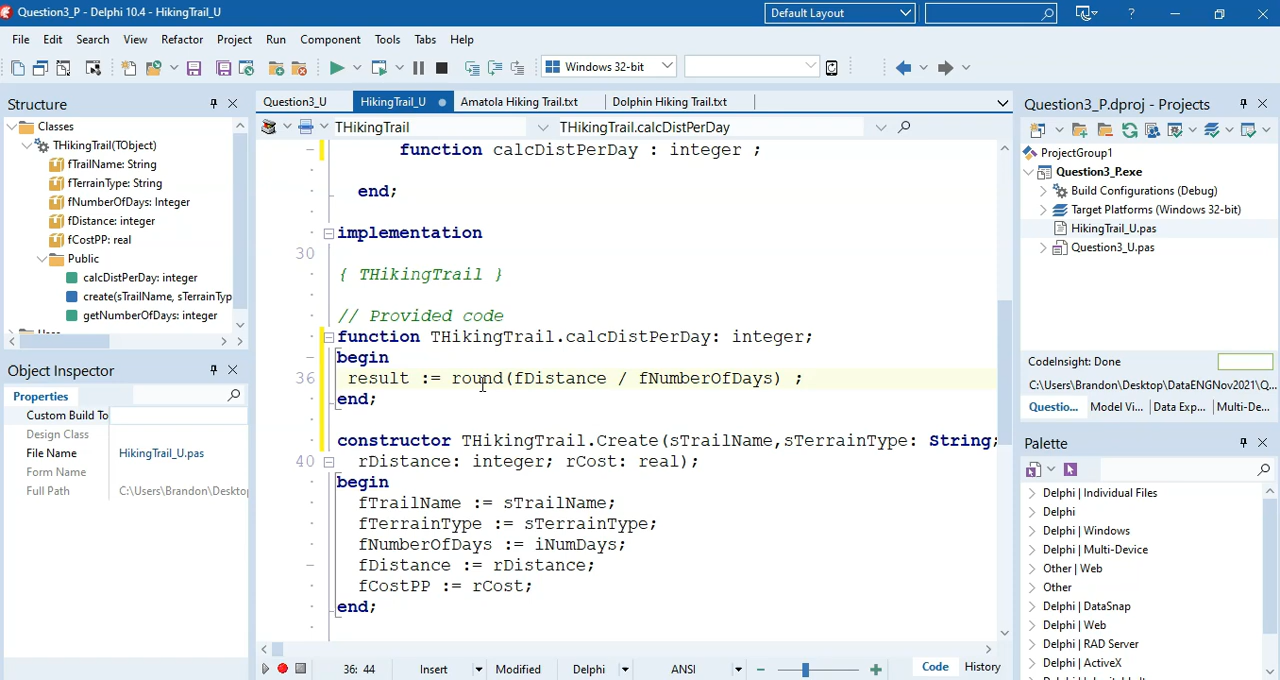 Question3_P - Delphi 10.4 - HikingTrail_U
Default Layout
?
File Edit Search View Refactor Project Run Component Tools Tabs Help
Windows 32-bit
Structure
Classes
THikingTrail(TObject)
fTrailName: String
fTerrainType: String
fNumberOfDays: Integer
fDistance: integer
fCostPP: real
Public
calcDistPerDay: integer
create(sTrailName, sTerrainTyp
getNumberOfDays: integer
Object Inspector
Properties
Custom Build To
Design Class
File Name HikingTrail_U.pas
Form Name
Full Path C:\Users\Brandon\Deskto
Question3_U HikingTrail_U Amatola Hiking Trail.txt Dolphin Hiking Trail.txt
THikingTrail THikingTrail.calcDistPerDay
function calcDistPerDay : integer ;
end;
implementation
30
{ THikingTrail }
// Provided code
function THikingTrail.calcDistPerDay: integer;
begin
36 result := round(fDistance / fNumberOfDays) ;
end;
constructor THikingTrail.Create(sTrailName,sTerrainType: String;
40 rDistance: integer; rCost: real);
begin
fTrailName := sTrailName;
fTerrainType := sTerrainType;
fNumberOfDays := iNumDays;
fDistance := rDistance;
fCostPP := rCost;
end;
36: 44 Insert Modified Delphi ANSI Code History
Question3_P.dproj - Projects
ProjectGroup1
Question3_P.exe
Build Configurations (Debug)
Target Platforms (Windows 32-bit)
HikingTrail_U.pas
Question3_U.pas
CodeInsight: Done
C:\Users\Brandon\Desktop\DataENGNov2021\Q...
Questio... Model Vi... Data Exp... Multi-De...
Palette
Delphi | Individual Files
Delphi
Delphi | Windows
Delphi | Multi-Device
Other | Web
Other
Delphi | DataSnap
Delphi | Web
Delphi | RAD Server
Delphi | ActiveX